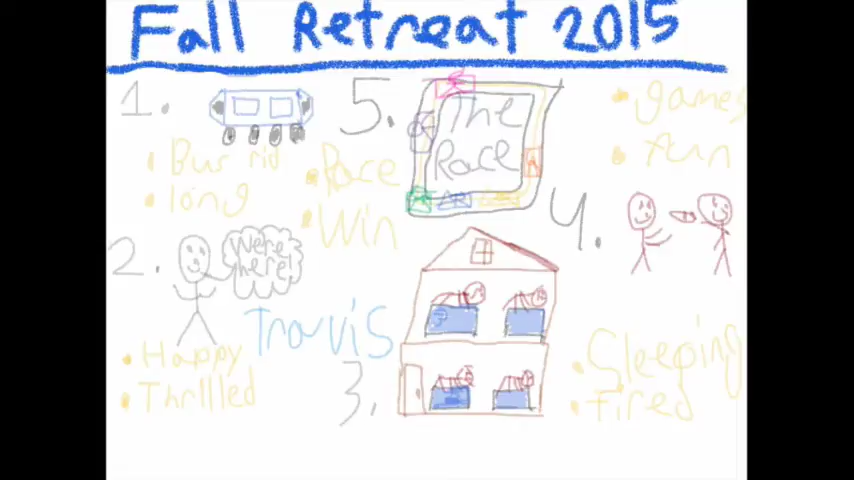 Fall Retreat 2015
1.
• Bus rid
• long
5.
The
Race
• Race
• Win
• games
• fun
2.
We're
here!
• Happy
• Thrllled
Travis
3.
4.
• Sleeping
• Tired